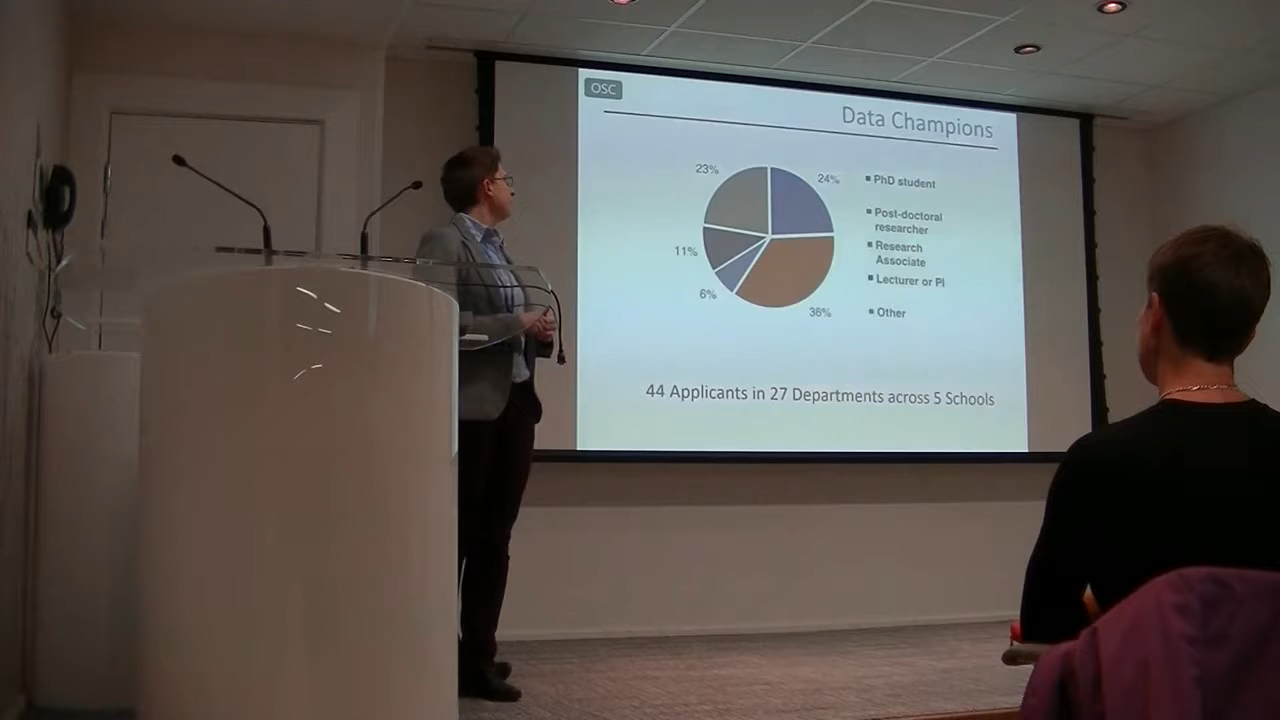 OSC
Data Champions
23%
24%
11%
6%
36%
PhD student
Post-doctoral
researcher
Research
Associate
Lecturer or PI
Other
44 Applicants in 27 Departments across 5 Schools